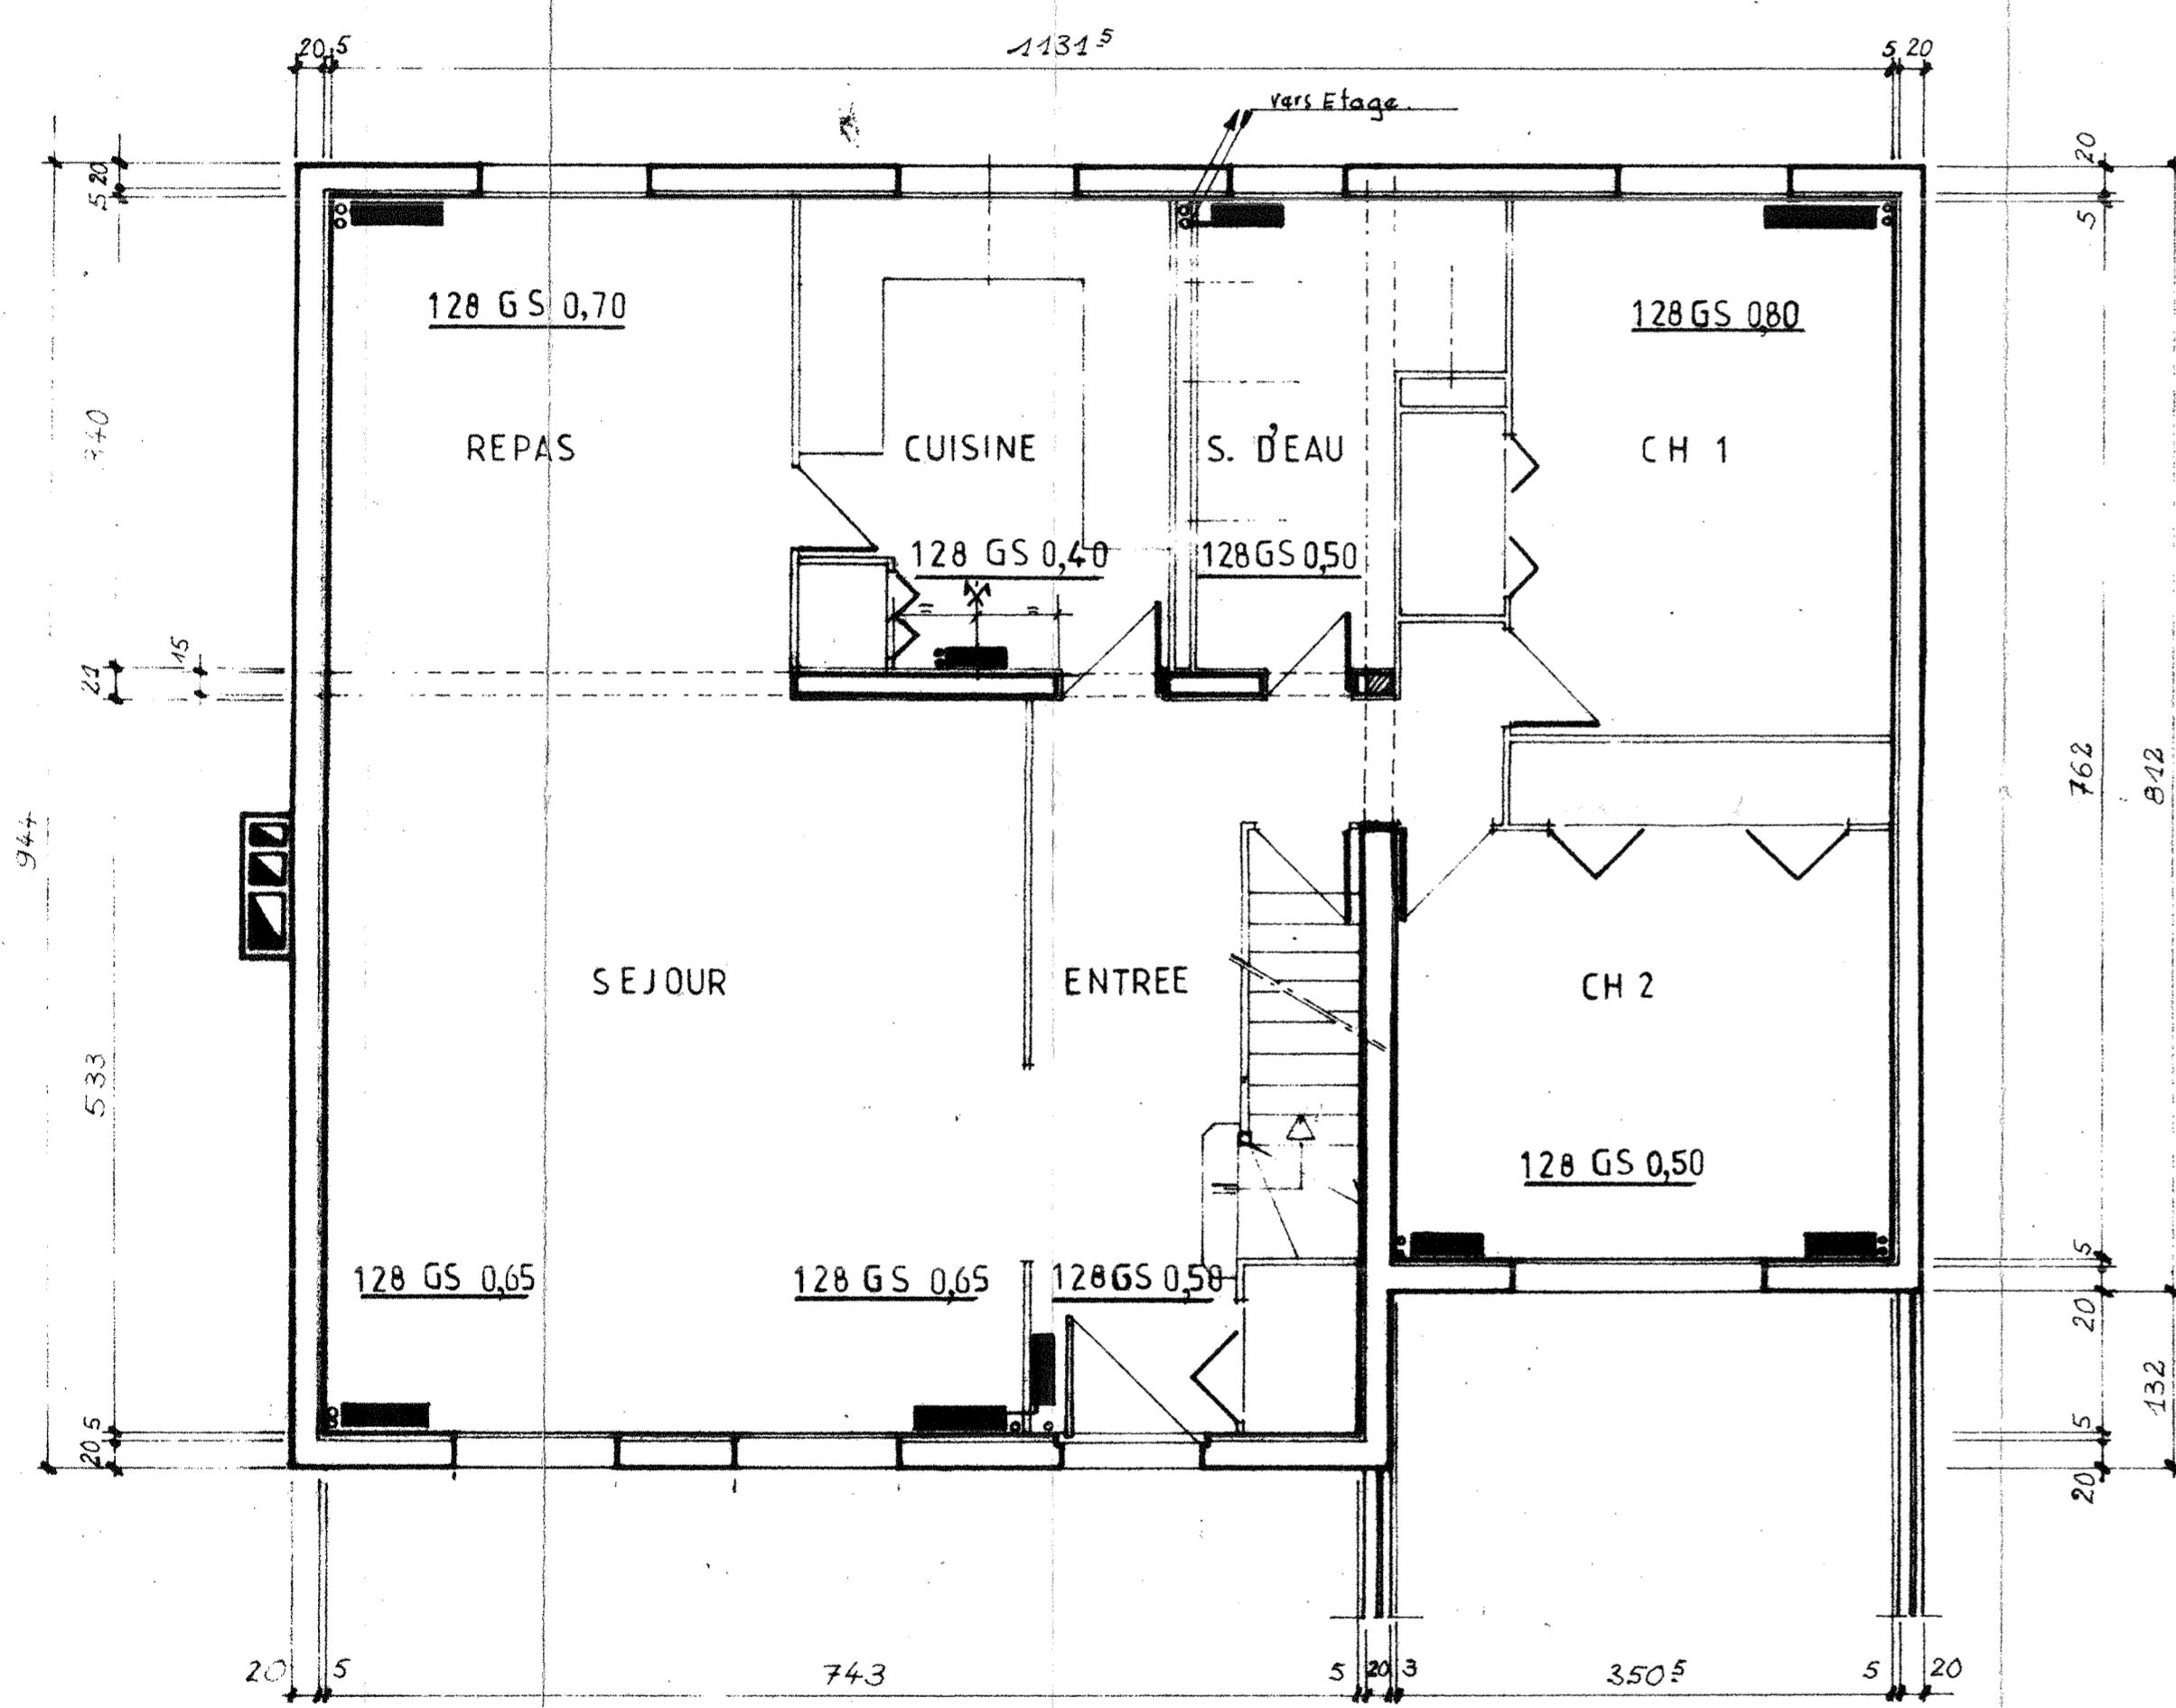 20 5 1131⁵ 5 20
vers Etage.
20
5
20
5
128 GS 0,70
128 GS 0,80
340
REPAS
CUISINE
S. D'EAU
CH 1
128 GS 0,40
128 GS 0,50
= =
15
21
762
812
944
SEJOUR
ENTREE
CH 2
533
128 GS 0,50
128 GS 0,65
128 GS 0,65
128 GS 0,50
5
20
132
5
20
5
20
20 5 743 5 20 3 350⁵ 5 20